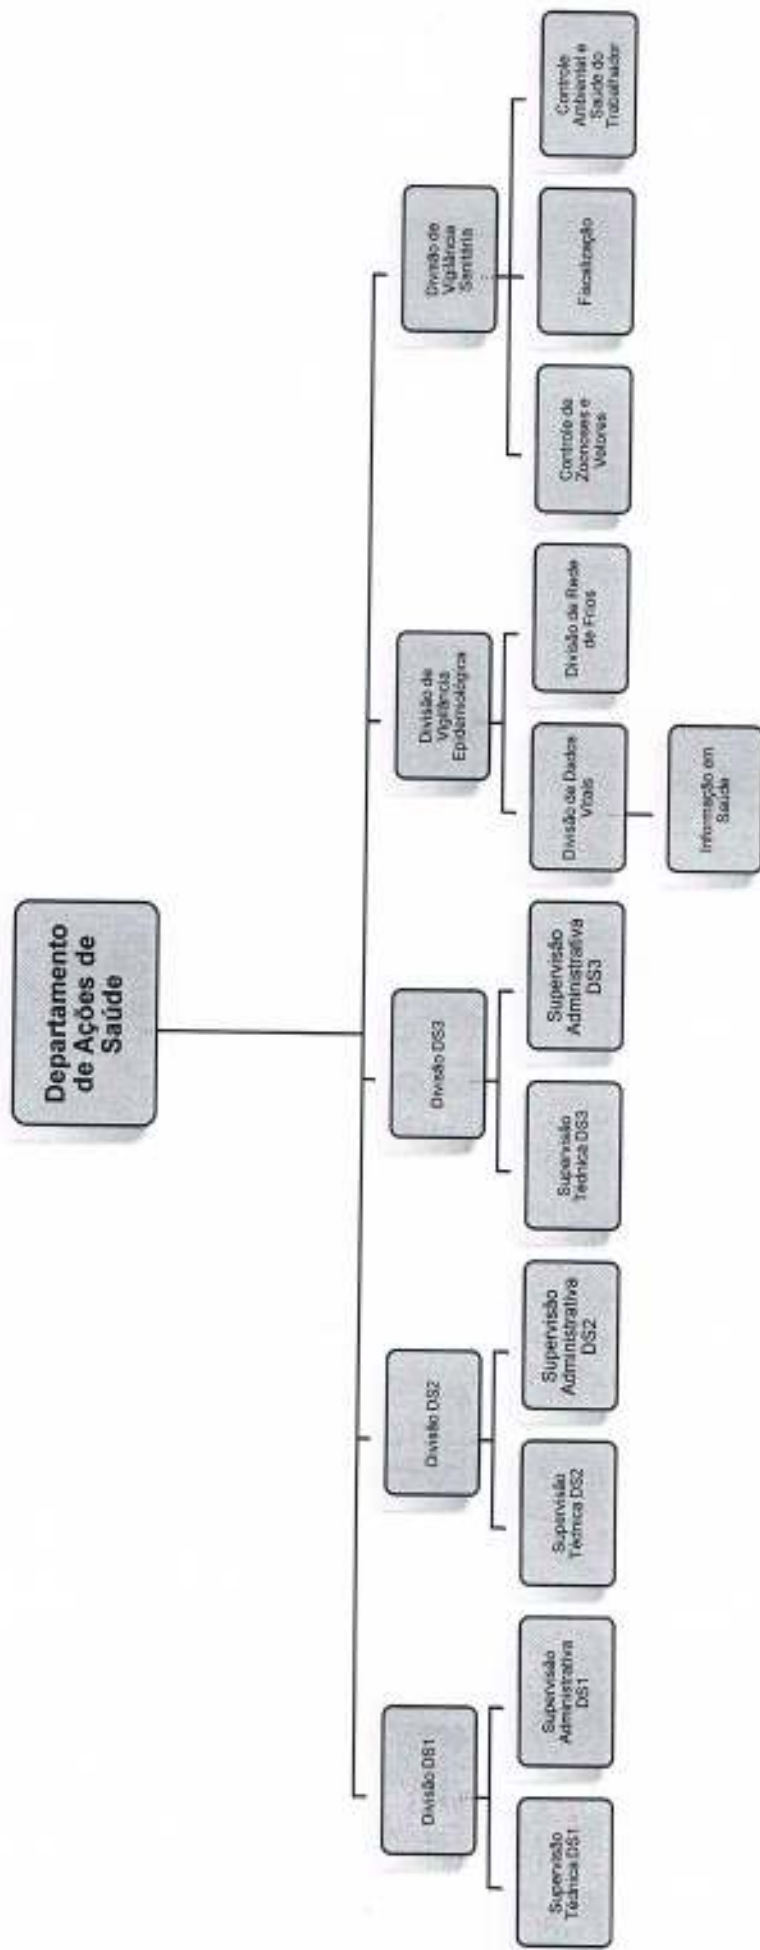 Departamento
de Ações de
Saúde
Divisão DS1
Divisão DS2
Divisão DS3
Divisão de
Vigilância
Epidemiológica
Divisão de
Vigilância
Sanitária
Supervisão
Técnica DS1
Supervisão
Administrativa
DS1
Supervisão
Técnica DS2
Supervisão
Administrativa
DS2
Supervisão
Técnica DS3
Supervisão
Administrativa
DS3
Divisão de Dados
Vitais
Divisão de Rede
de Frios
Controle de
Zoonoses e
Vetores
Fiscalização
Controle
Ambiental e
Saúde do
Trabalhador
Informação em
Saúde